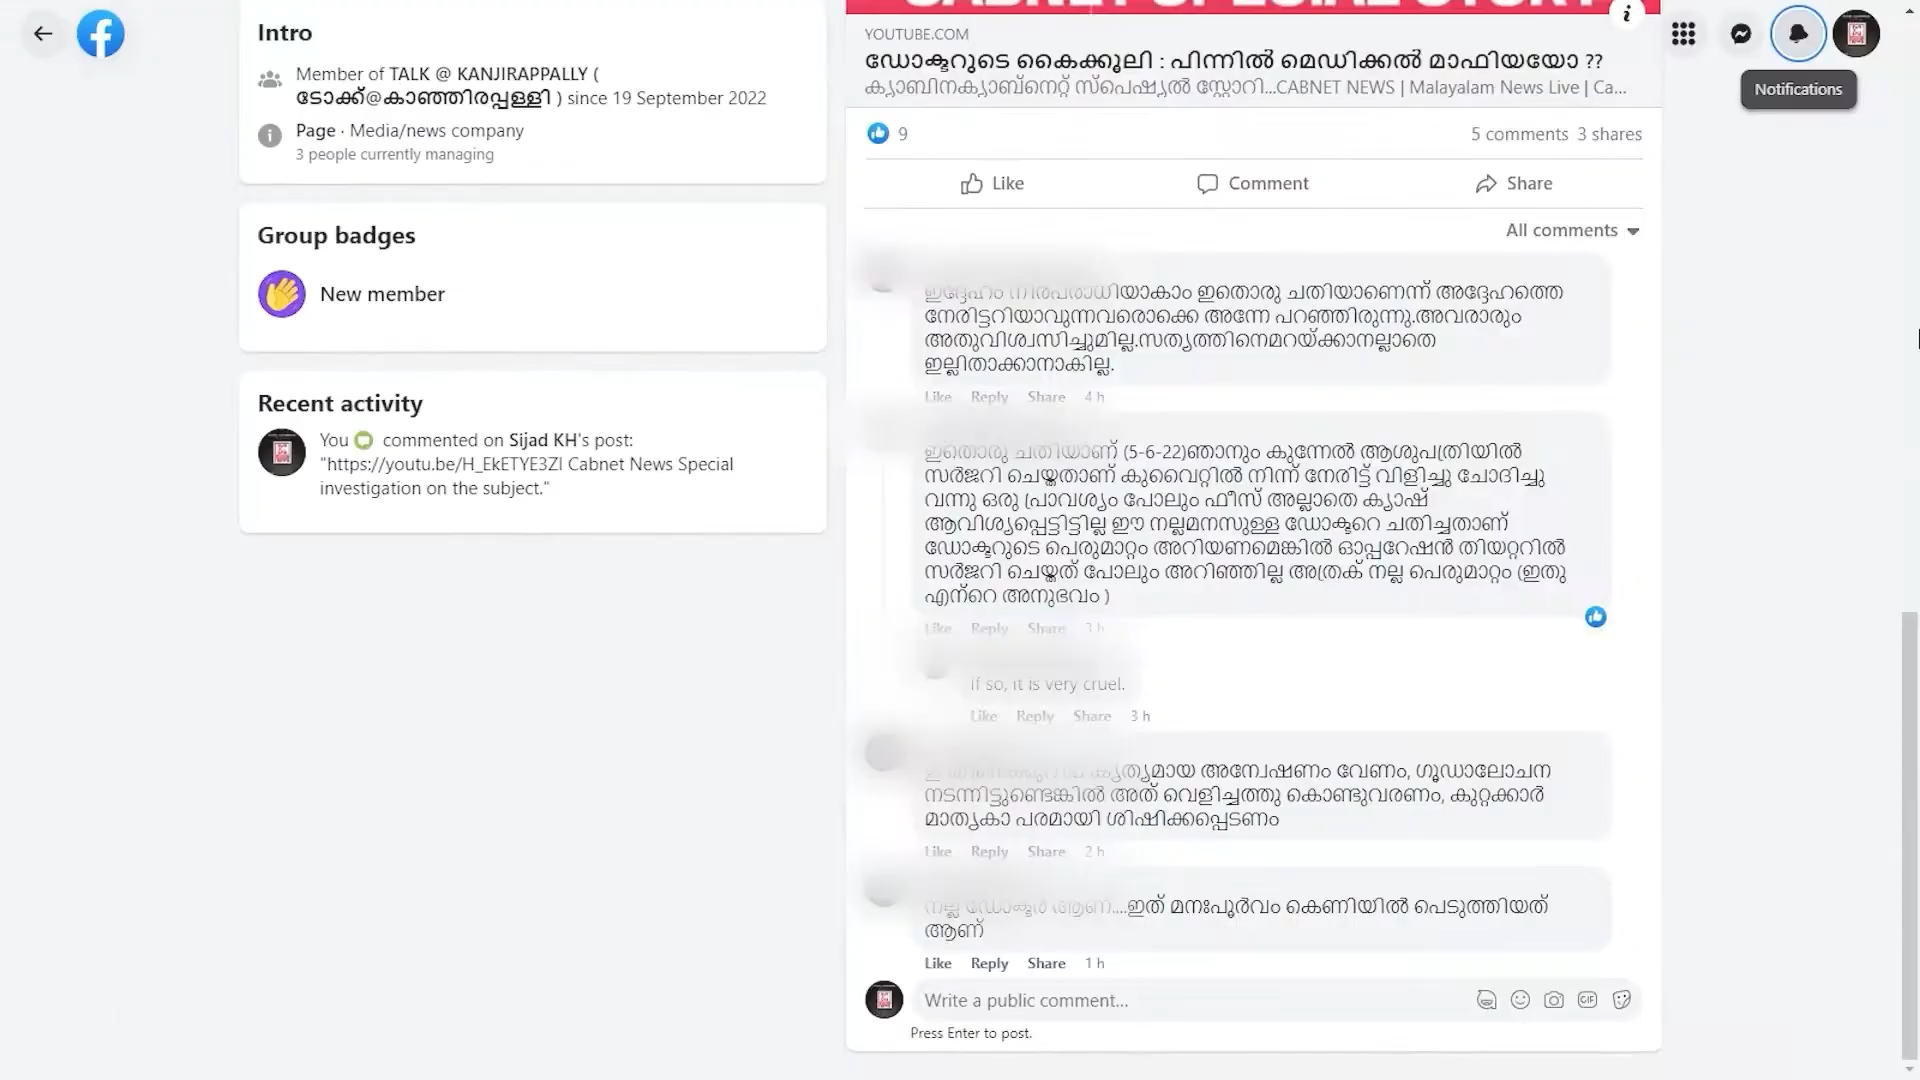 Intro
Member of TALK @ KANJIRAPPALLY (
ടോക്ക്@കാഞ്ഞിരപ്പള്ളി ) since 19 September 2022
Page · Media/news company
3 people currently managing
Group badges
New member
Recent activity
You commented on Sijad KH's post:
"https://youtu.be/H_EkETYE3ZI Cabnet News Special
investigation on the subject."
YOUTUBE.COM
ഡോക്ടറുടെ കൈക്കൂലി : പിന്നിൽ മെഡിക്കൽ മാഫിയയോ ??
ക്യാബിനക്യാബ്നെറ്റ് സ്പെഷ്യൽ സ്റ്റോറി...CABNET NEWS | Malayalam News Live | Ca...
9
5 comments 3 shares
Like Comment Share
All comments
ഇദ്ദേഹം നിരപരാധിയാകാം ഇതൊരു ചതിയാണെന്ന് അദ്ദേഹത്തെ
നേരിട്ടറിയാവുന്നവരൊക്കെ അന്നേ പറഞ്ഞിരുന്നു.അവരാരും
അതുവിശ്വസിച്ചുമില്ല.സത്യത്തിനെമറയ്ക്കാനല്ലാതെ
ഇല്ലിതാക്കാനാകില്ല.
Like Reply Share 4 h
ഇതൊരു ചതിയാണ് (5-6-22)ഞാനും കുന്നേൽ ആശുപത്രിയിൽ
സർജറി ചെയ്തതാണ് കുവൈറ്റിൽ നിന്ന് നേരിട്ട് വിളിച്ചു ചോദിച്ചു
വന്നു ഒരു പ്രാവശ്യം പോലും ഫീസ് അല്ലാതെ ക്യാഷ്
ആവിശ്യപ്പെട്ടിട്ടില്ല ഈ നല്ലമനസുള്ള ഡോക്ടറെ ചതിച്ചതാണ്
ഡോക്ടറുടെ പെരുമാറ്റം അറിയണമെങ്കിൽ ഓപ്പറേഷൻ തിയറ്ററിൽ
സർജറി ചെയ്തത് പോലും അറിഞ്ഞില്ല അത്രക് നല്ല പെരുമാറ്റം (ഇതു
എന്റെ അനുഭവം )
Like Reply Share 3 h
If so, it is very cruel.
Like Reply Share 3 h
കൃത്യമായ അന്വേഷണം വേണം, ഗൂഡാലോചന
നടന്നിട്ടുണ്ടെങ്കിൽ അത് വെളിച്ചത്തു കൊണ്ടുവരണം, കുറ്റക്കാർ
മാതൃകാ പരമായി ശിഷിക്കപ്പെടണം
Like Reply Share 2 h
നല്ല ഡോക്ടർ ആണ്....ഇത് മനഃപൂർവം കെണിയിൽ പെടുത്തിയത്
ആണ്
Like Reply Share 1 h
Write a public comment...
GIF
Press Enter to post.
Notifications